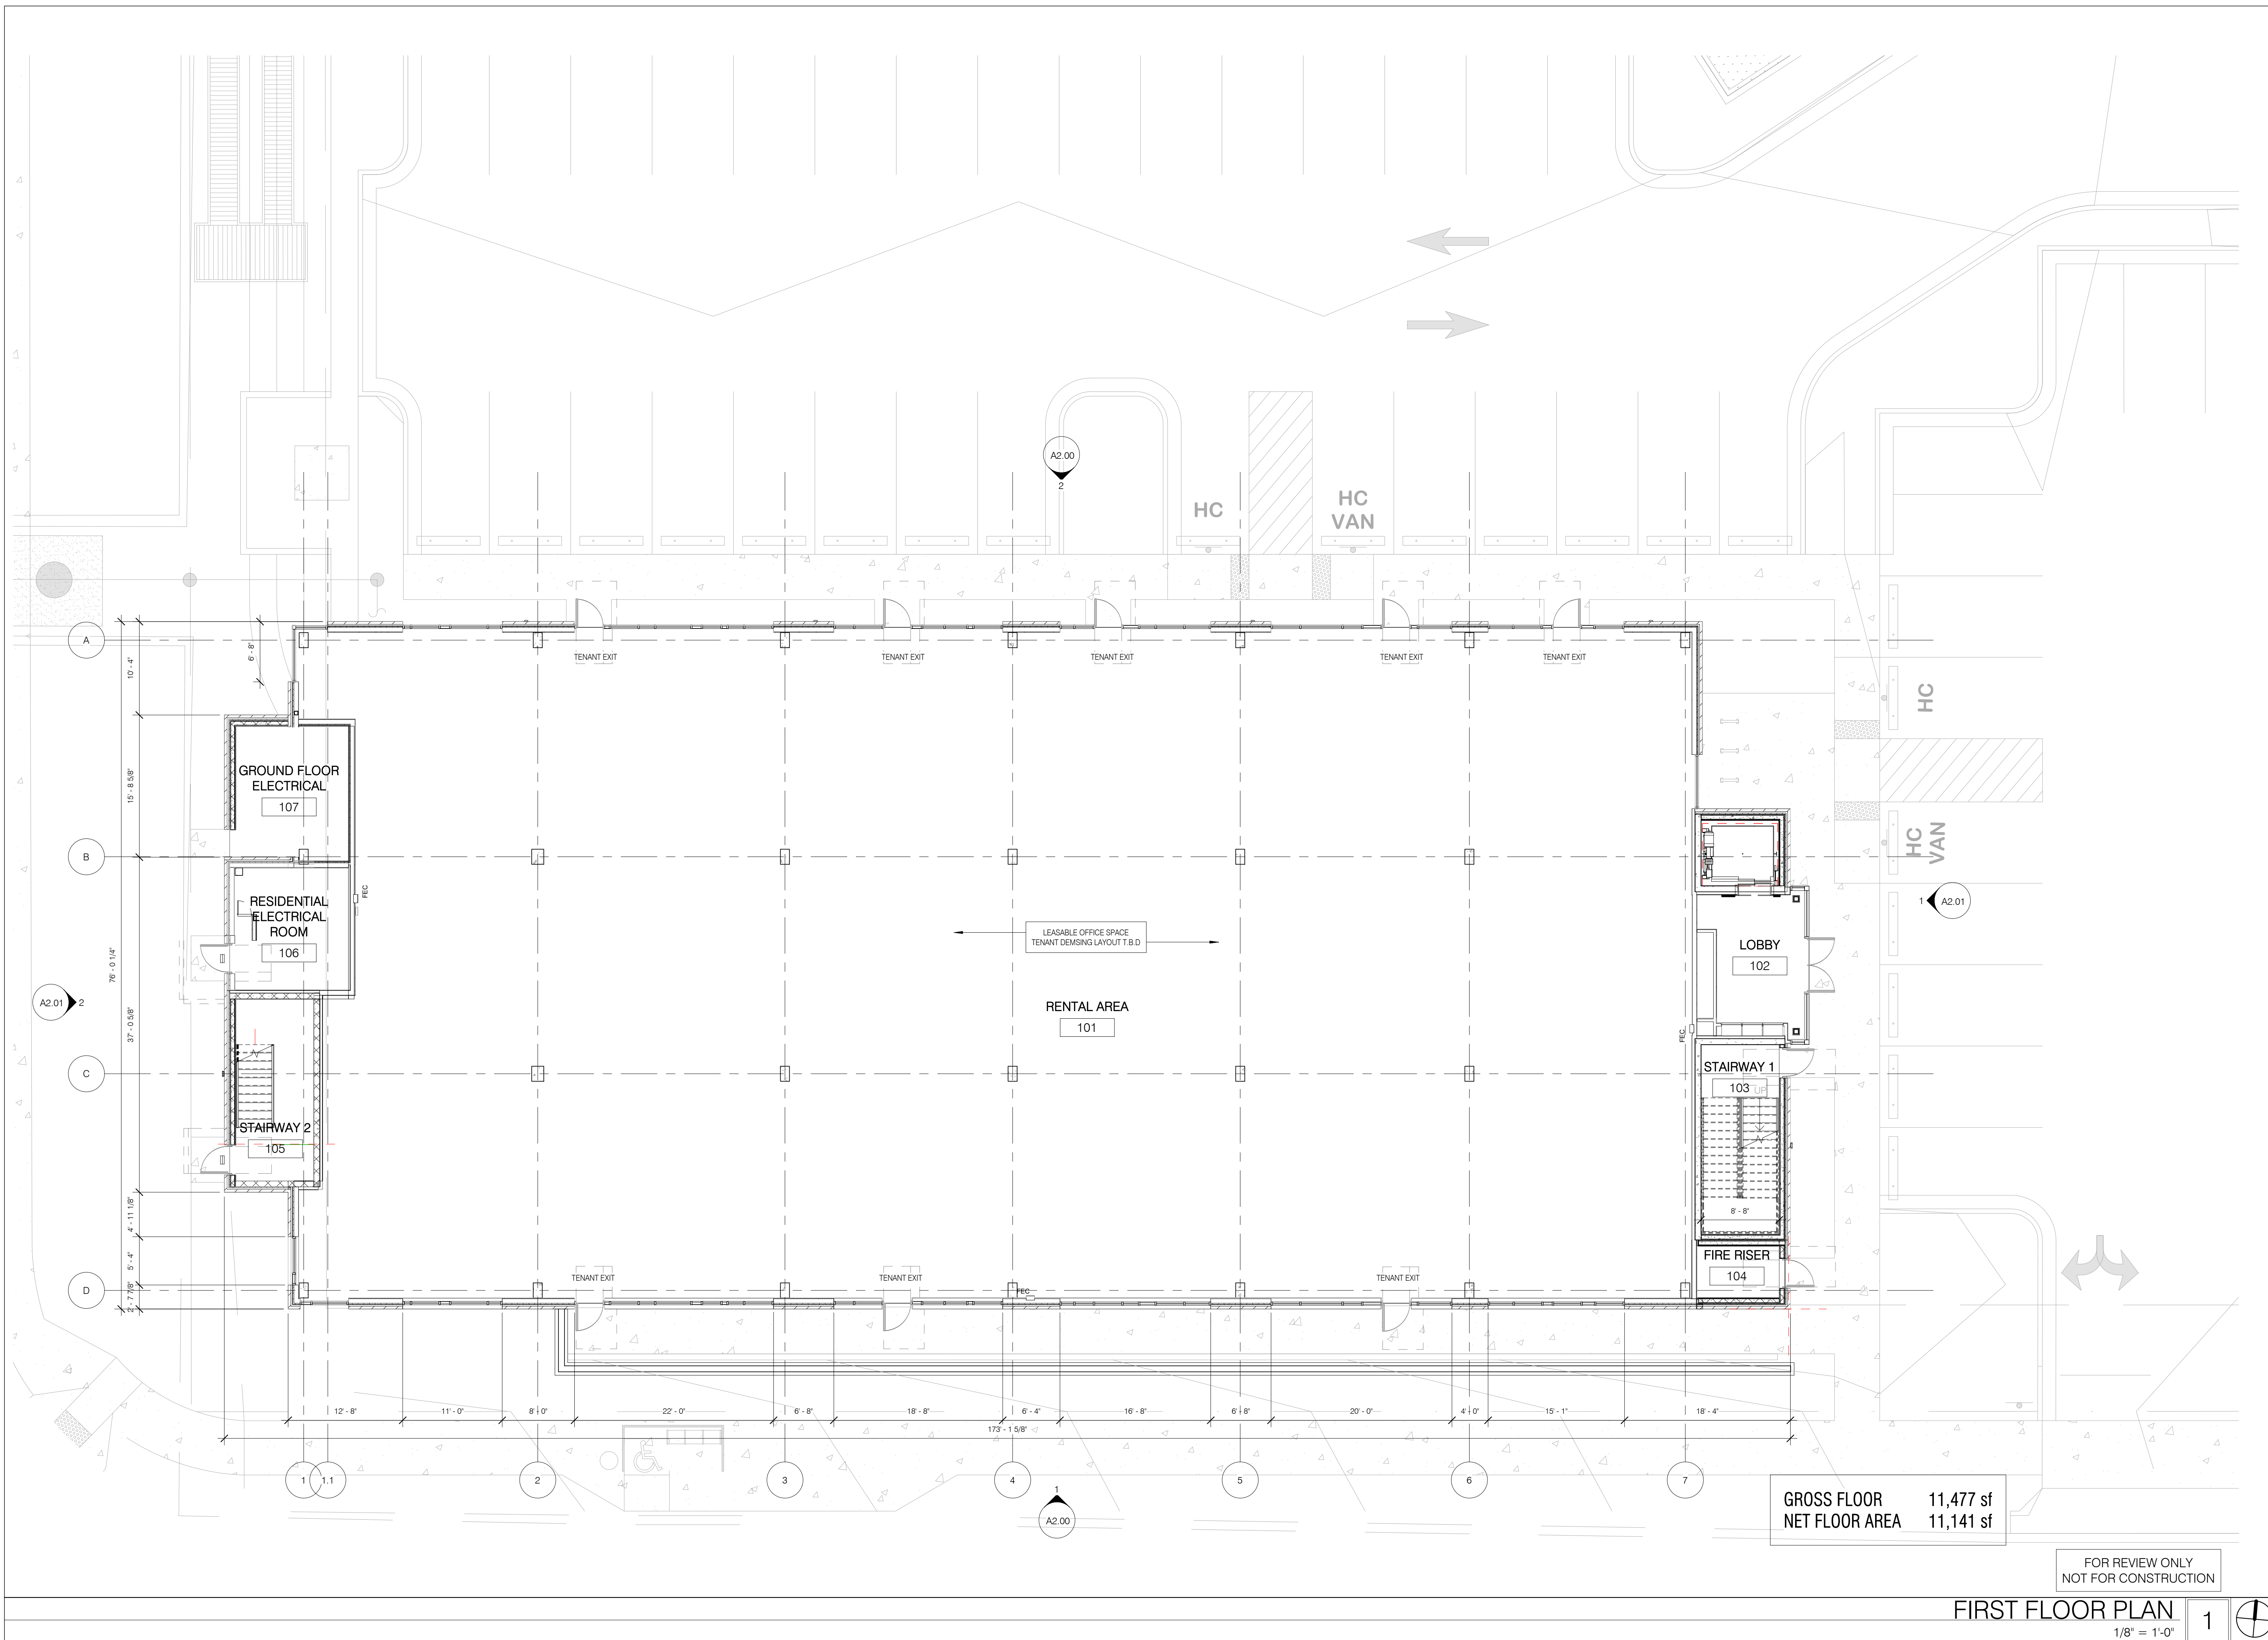 A2.00
2
HC
HC
VAN
A
10' - 4"
6' - 8"
TENANT EXIT
TENANT EXIT
TENANT EXIT
TENANT EXIT
TENANT EXIT
HC
GROUND FLOOR
ELECTRICAL
107
15' - 8 5/8"
B
HC
VAN
FEC
RESIDENTIAL
ELECTRICAL
ROOM
106
LEASABLE OFFICE SPACE
TENANT DEMSING LAYOUT T.B.D
LOBBY
102
1
A2.01
76' - 0 1/4"
A2.01
2
37' - 0 5/8"
RENTAL AREA
101
FEC
C
STAIRWAY 1
103
UP
STAIRWAY 2
105
4' - 11 1/8"
8' - 8"
5' - 4"
FIRE RISER
104
D
2' - 7 7/8"
TENANT EXIT
TENANT EXIT
FEC
TENANT EXIT
12' - 8"
11' - 0"
8' - 0"
22' - 0"
6' - 8"
18' - 8"
6' - 4"
16' - 8"
6' - 8"
20' - 0"
4' - 0"
15' - 1"
18' - 4"
173' - 1 5/8"
1
1.1
2
3
4
5
6
7
1
A2.00
GROSS FLOOR 11,477 sf
NET FLOOR AREA 11,141 sf
FOR REVIEW ONLY
NOT FOR CONSTRUCTION
FIRST FLOOR PLAN
1/8" = 1'-0"
1